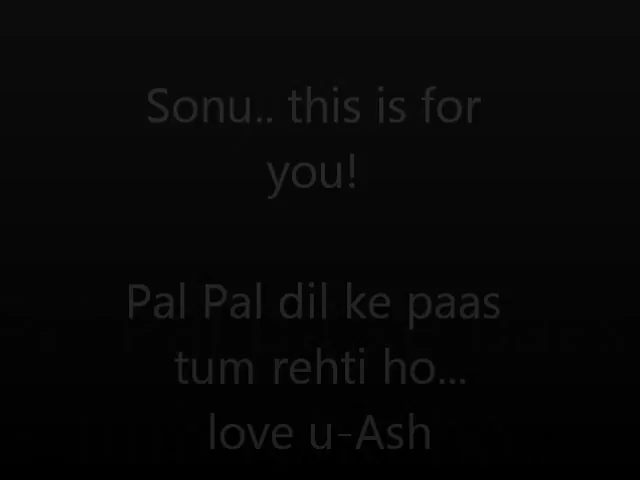 Sonu.. this is for
you!
Pal Pal dil ke paas
tum rehti ho...
love u-Ash